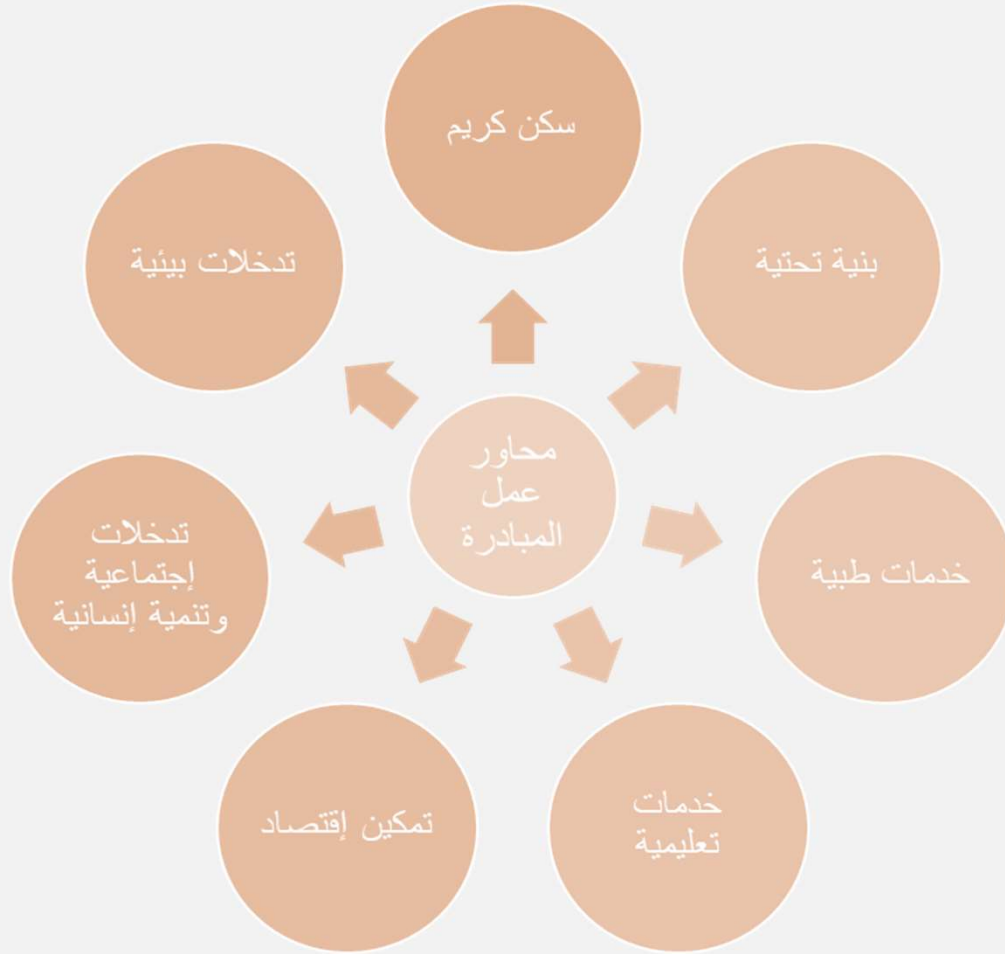 سكن كريم
بنية تحتية
خدمات طبية
خدمات
تعليمية
تمكين إقتصاد
تدخلات
إجتماعية
وتنمية إنسانية
تدخلات بيئية
محاور
عمل
المبادرة